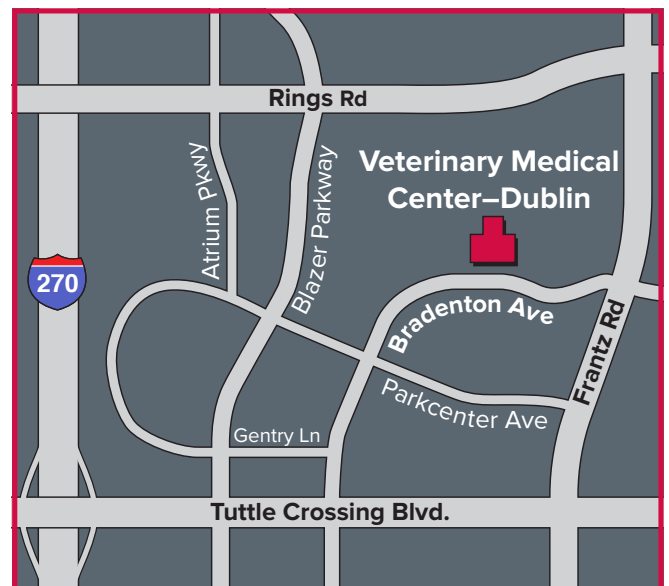 Rings Rd
Veterinary Medical
Center–Dublin
Atrium Pkwy
Blazer Parkway
270
Bradenton Ave
Frantz Rd
Parkcenter Ave
Gentry Ln
Tuttle Crossing Blvd.